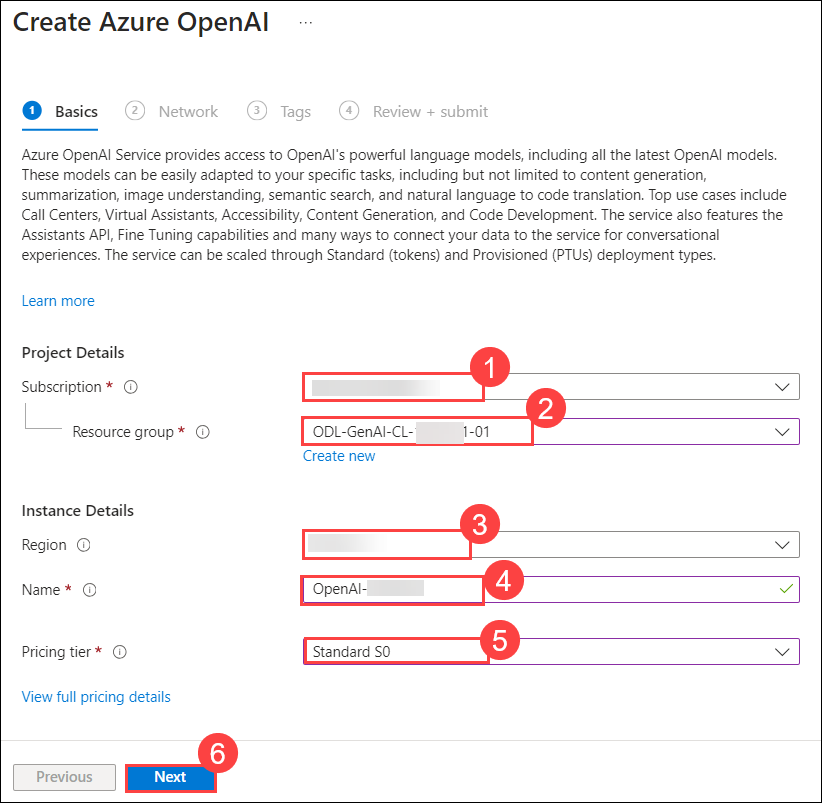 Create Azure OpenAI ...
1 Basics 2 Network 3 Tags 4 Review + submit
Azure OpenAI Service provides access to OpenAI's powerful language models, including all the latest OpenAI models.
These models can be easily adapted to your specific tasks, including but not limited to content generation,
summarization, image understanding, semantic search, and natural language to code translation. Top use cases include
Call Centers, Virtual Assistants, Accessibility, Content Generation, and Code Development. The service also features the
Assistants API, Fine Tuning capabilities and many ways to connect your data to the service for conversational
experiences. The service can be scaled through Standard (tokens) and Provisioned (PTUs) deployment types.
Learn more
Project Details
1
Subscription *
2
Resource group * ODL-GenAI-CL- 1-01
Create new
Instance Details
3
Region
4
Name * OpenAI-
5
Pricing tier * Standard S0
View full pricing details
6
Previous Next